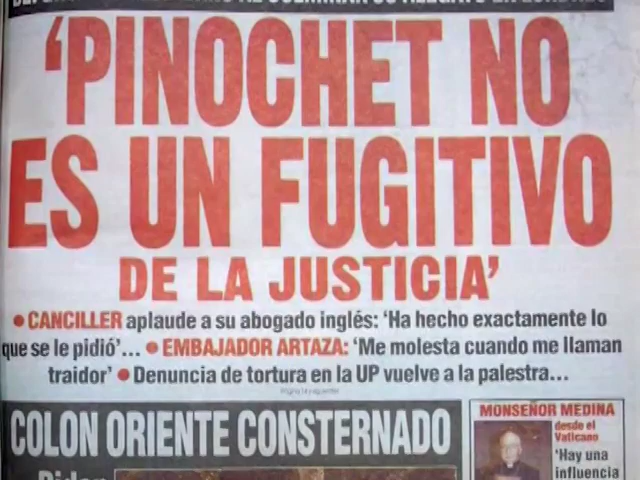 ‘PINOCHET NO
ES UN FUGITIVO
DE LA JUSTICIA’
• CANCILLER aplaude a su abogado inglés: ‘Ha hecho exactamente lo
que se le pidió’... • EMBAJADOR ARTAZA: ‘Me molesta cuando me llaman
traidor’ • Denuncia de tortura en la UP vuelve a la palestra...
COLON ORIENTE CONSTERNADO
MONSEÑOR MEDINA
desde el
Vaticano
‘Hay una
influencia